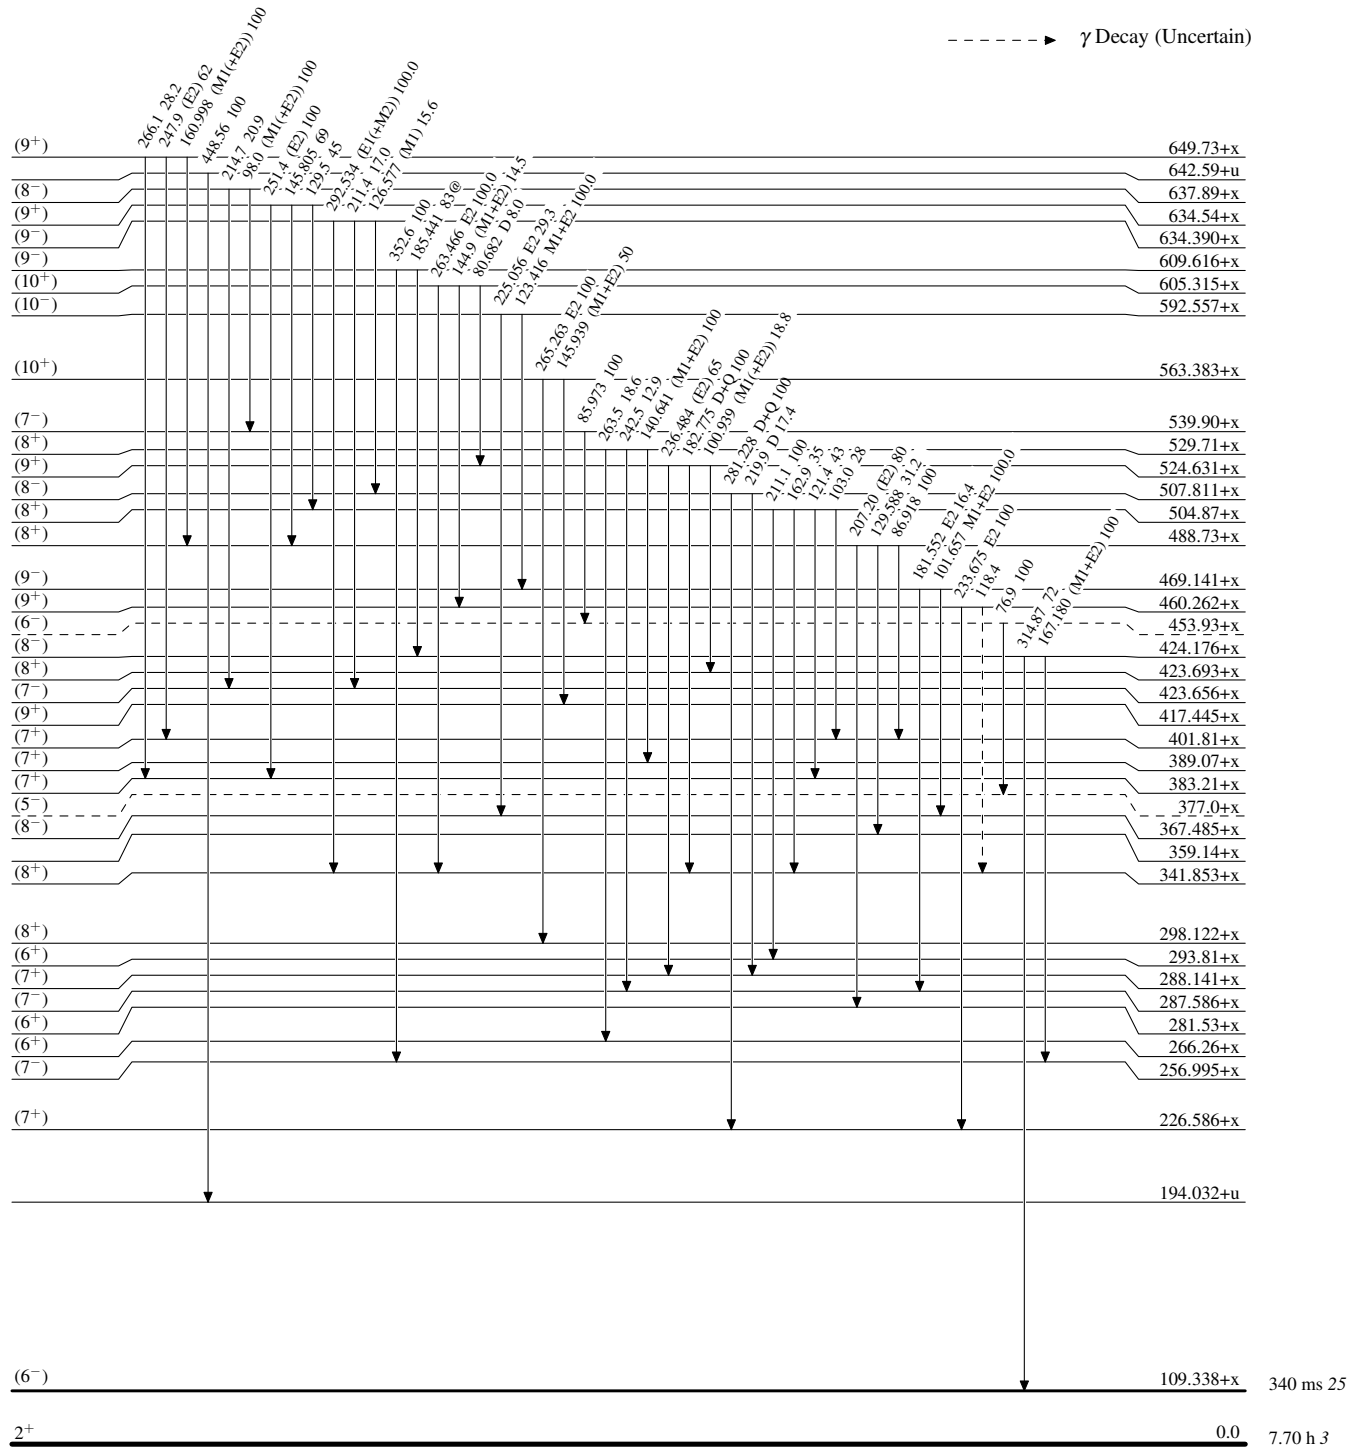 γ Decay (Uncertain)
266.1 28.2
247.9 (E2) 62
160.998 (M1(+E2)) 100
448.56 100
214.7 20.9
98.0 (M1(+E2)) 100
251.4 (E2) 100
145.805 69
129.5 45
292.534 (E1(+M2)) 100.0
211.4 17.0
126.577 (M1) 15.6
352.6 100
185.441 83@
263.466 E2 100.0
144.9 (M1+E2) 14.5
80.682 D 8.0
225.056 E2 29.3
123.416 M1+E2 100.0
265.263 E2 100
145.939 (M1+E2) 50
85.973 100
263.5 18.6
242.5 12.9
140.641 (M1+E2) 100
236.484 (E2) 65
182.775 D+Q 100
100.939 (M1(+E2)) 18.8
281.228 D+Q 100
219.9 D 17.4
211.1 100
162.9 35
121.4 43
103.0 28
207.20 (E2) 80
129.588 31.2
86.918 100
181.552 E2 16.4
101.657 M1+E2 100.0
233.675 E2 100
118.4
76.9 100
314.87 72
167.180 (M1+E2) 100
(9⁺) 649.73+x
642.59+u
(8⁻) 637.89+x
(9⁺) 634.54+x
(9⁻) 634.390+x
(9⁻) 609.616+x
(10⁺) 605.315+x
(10⁻) 592.557+x
(10⁺) 563.383+x
(7⁻) 539.90+x
(8⁺) 529.71+x
(9⁺) 524.631+x
(8⁻) 507.811+x
(8⁺) 504.87+x
(8⁺) 488.73+x
(9⁻) 469.141+x
(9⁺) 460.262+x
(6⁻) 453.93+x
(8⁻) 424.176+x
(8⁺) 423.693+x
(7⁻) 423.656+x
(9⁺) 417.445+x
(7⁺) 401.81+x
(7⁺) 389.07+x
(7⁺) 383.21+x
(5⁻) 377.0+x
(8⁻) 367.485+x
359.14+x
(8⁺) 341.853+x
(8⁺) 298.122+x
(6⁺) 293.81+x
(7⁺) 288.141+x
(7⁻) 287.586+x
(6⁺) 281.53+x
(6⁺) 266.26+x
(7⁻) 256.995+x
(7⁺) 226.586+x
194.032+u
(6⁻) 109.338+x 340 ms 25
2⁺ 0.0 7.70 h 3